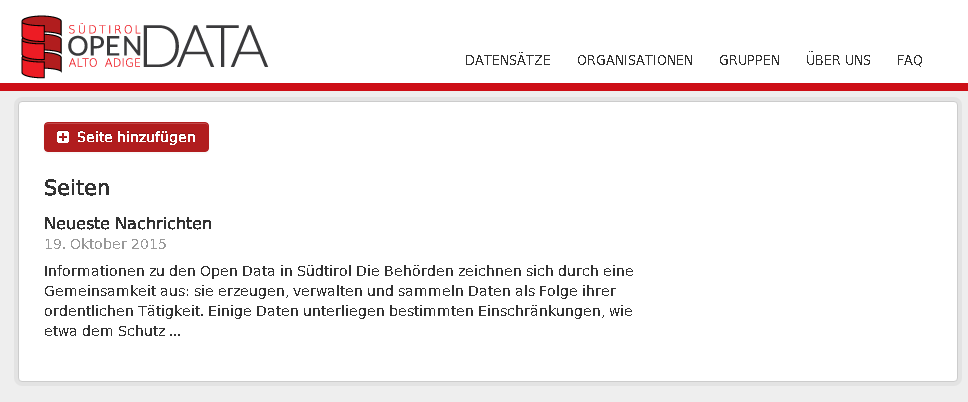 SÜDTIROL
OPEN DATA
ALTO ADIGE
DATENSÄTZE ORGANISATIONEN GRUPPEN ÜBER UNS FAQ
Seite hinzufügen
Seiten
Neueste Nachrichten
19. Oktober 2015
Informationen zu den Open Data in Südtirol Die Behörden zeichnen sich durch eine
Gemeinsamkeit aus: sie erzeugen, verwalten und sammeln Daten als Folge ihrer
ordentlichen Tätigkeit. Einige Daten unterliegen bestimmten Einschränkungen, wie
etwa dem Schutz ...